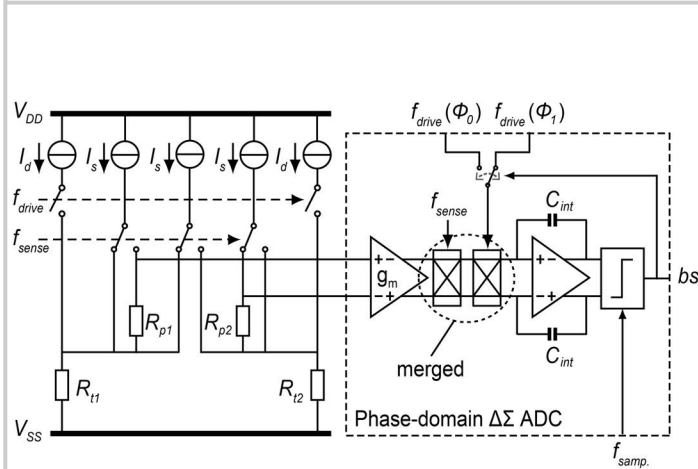 f_drive(Φ_0) f_drive(Φ_1)
V_DD
I_d I_s I_s I_s I_d
f_drive
f_sense
f_sense
C_int
+ -
g_m
+ -
+ -
+ -
bs
R_p1 R_p2
merged
C_int
R_t1 R_t2
Phase-domain ΔΣ ADC
V_SS
f_samp.